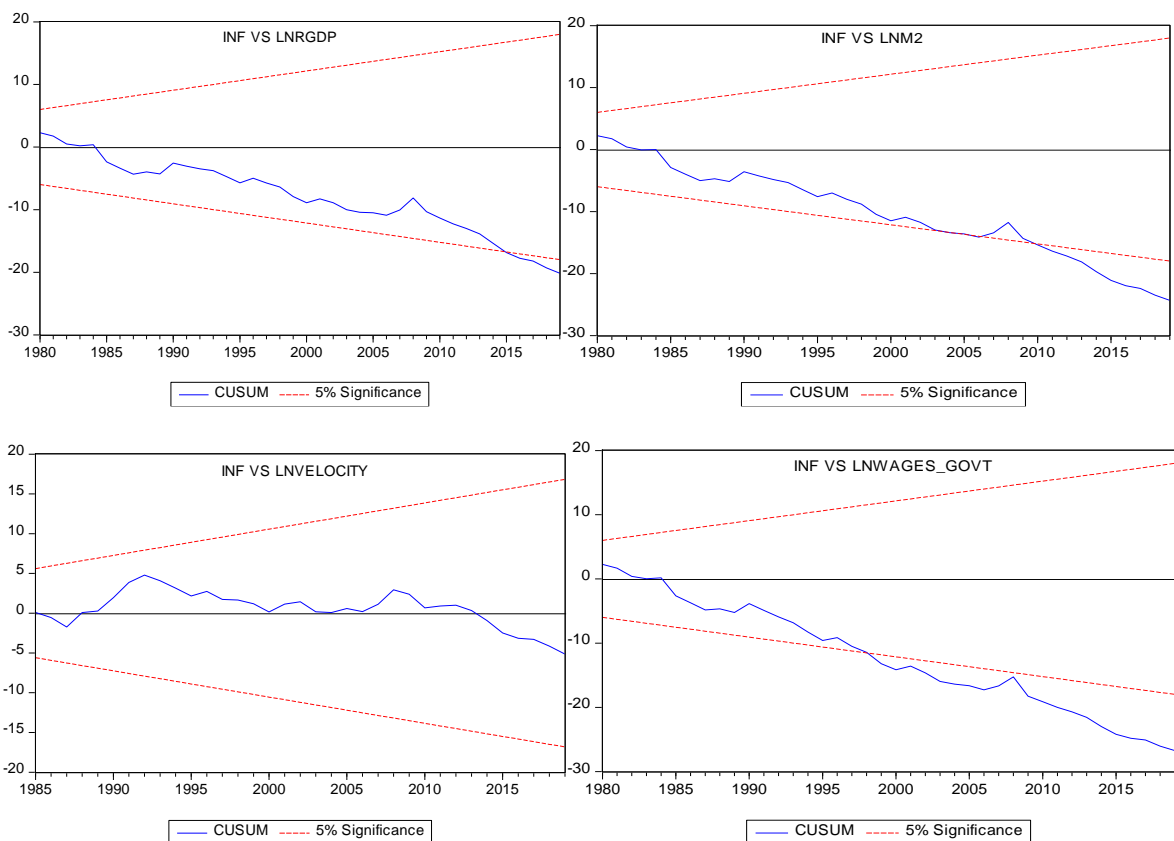 INF VS LNRGDP
20
10
0
-10
-20
-30
1980 1985 1990 1995 2000 2005 2010 2015
CUSUM 5% Significance
INF VS LNM2
20
10
0
-10
-20
-30
1980 1985 1990 1995 2000 2005 2010 2015
CUSUM 5% Significance
INF VS LNVELOCITY
20
15
10
5
0
-5
-10
-15
-20
1985 1990 1995 2000 2005 2010 2015
CUSUM 5% Significance
INF VS LNWAGES_GOVT
20
10
0
-10
-20
-30
1980 1985 1990 1995 2000 2005 2010 2015
CUSUM 5% Significance